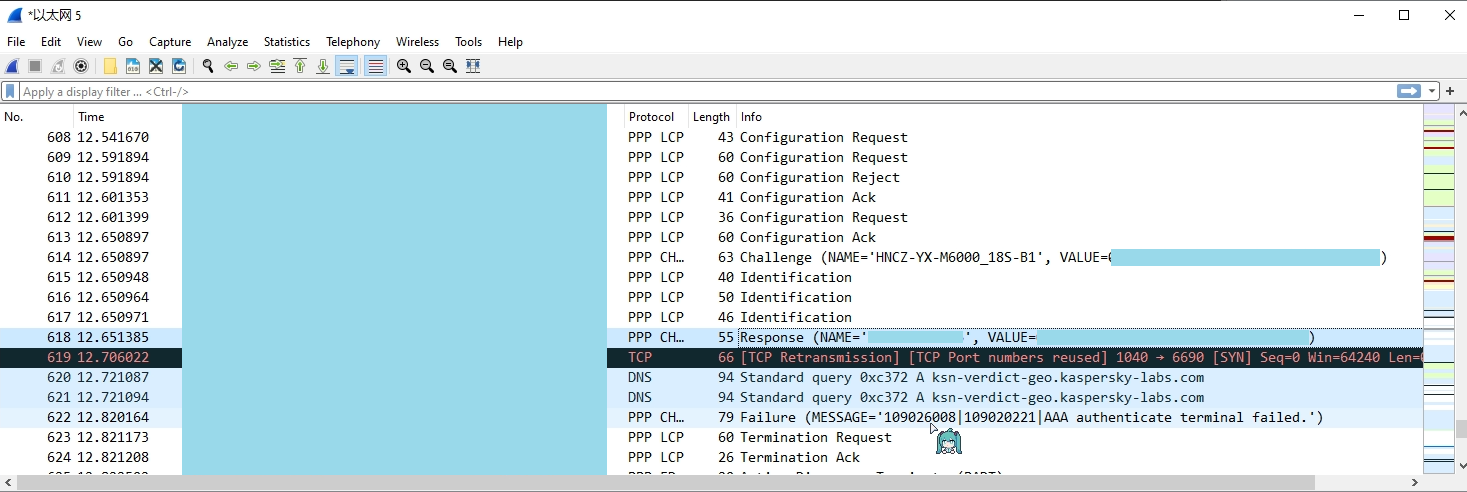 *以太网 5
File Edit View Go Capture Analyze Statistics Telephony Wireless Tools Help
Apply a display filter ... <Ctrl-/>
No. Time Protocol Length Info
608 12.541670 PPP LCP 43 Configuration Request
609 12.591894 PPP LCP 60 Configuration Request
610 12.591894 PPP LCP 60 Configuration Reject
611 12.601353 PPP LCP 41 Configuration Ack
612 12.601399 PPP LCP 36 Configuration Request
613 12.650897 PPP LCP 60 Configuration Ack
614 12.650897 PPP CH… 63 Challenge (NAME='HNCZ-YX-M6000_18S-B1', VALUE= )
615 12.650948 PPP LCP 40 Identification
616 12.650964 PPP LCP 50 Identification
617 12.650971 PPP LCP 46 Identification
618 12.651385 PPP CH… 55 Response (NAME=' ', VALUE= )
619 12.706022 TCP 66 [TCP Retransmission] [TCP Port numbers reused] 1040 → 6690 [SYN] Seq=0 Win=64240 Len=
620 12.721087 DNS 94 Standard query 0xc372 A ksn-verdict-geo.kaspersky-labs.com
621 12.721094 DNS 94 Standard query 0xc372 A ksn-verdict-geo.kaspersky-labs.com
622 12.820164 PPP CH… 79 Failure (MESSAGE='109026008|109020221|AAA authenticate terminal failed.')
623 12.821173 PPP LCP 60 Termination Request
624 12.821208 PPP LCP 26 Termination Ack